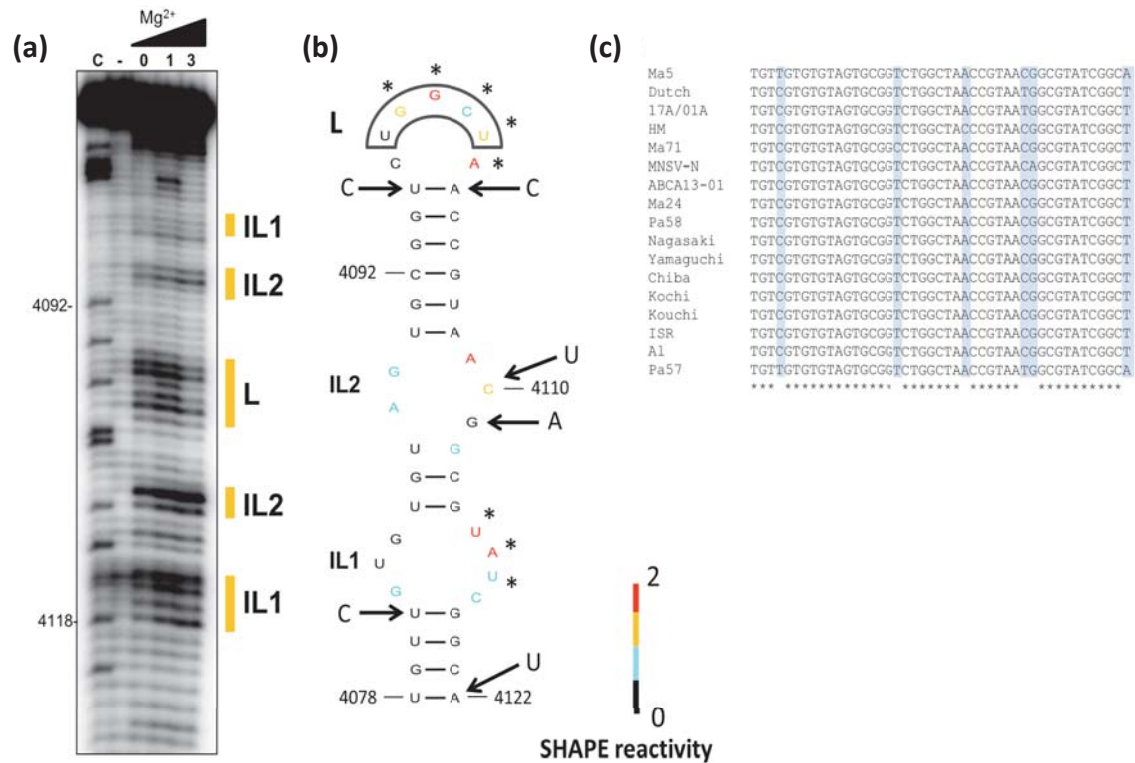 (a)
Mg2+
C - 0 1 3
IL1
IL2
4092-
L
IL2
IL1
4118-
(b)
* * * * * *
L
U G G C U
C A
C U — A C
G — C
G — C
4092 — C — G
G — U
U — A
IL2
G A
A C — 4110
U
G A
U G
G — C
U — G
IL1
G U
U A
G U
C
*
*
*
C U — G
U — G
G — C
U
4078 — U — A — 4122
2
0
SHAPE reactivity
(c)
Ma5 TGTTGTGTGTAGTGCGGTCTGGCTAACCGTAACGGCGTATCGGCA
Dutch TGTCGTGTGTAGTGCGGTCTGGCTAACCGTAATGGCGTATCGGCT
17A/01A TGTCGTGTGTAGTGCGGTCTGGCTAACCGTAATGGCGTATCGGCT
HM TGTCGTGTGTAGTGCGGTCTGGCTACCCGTAACGGCGTATCGGCT
Ma71 TGTCGTGTGTAGTGCGGCCTGGCTAACCGTAACGGCGTATCGGCT
MNSV-N TGTCGTGTGTAGTGCGGTCTGGCTAACCGTAACAGCGTATCGGCT
ABCA13-01 TGTCGTGTGTAGTGCGGTCTGGCTAACCGTAACGGCGTATCGGCT
Ma24 TGTCGTGTGTAGTGCGGTCTGGCTAACCGTAACGGCGTATCGGCT
Pa58 TGTCGTGTGTAGTGCGGTCTGGCTAACCGTAACGGCGTATCGGCT
Nagasaki TGTCGTGTGTAGTGCGGTCTGGCTAACCGTAACGGCGTATCGGCT
Yamaguchi TGTCGTGTGTAGTGCGGTCTGGCTAACCGTAACGGCGTATCGGCT
Chiba TGTCGTGTGTAGTGCGGTCTGGCTAACCGTAACGGCGTATCGGCT
Kochi TGTCGTGTGTAGTGCGGTCTGGCTAACCGTAACGGCGTATCGGCT
Kouchi TGTCGTGTGTAGTGCGGTCTGGCTAACCGTAACGGCGTATCGGCT
ISR TGTCGTGTGTAGTGCGGTCTGGCTAACCGTAACGGCGTATCGGCT
Al TGTCGTGTGTAGTGCGGTCTGGCTAACCGTAACGGCGTATCGGCT
Pa57 TGTTGTGTGTAGTGCGGTCTGGCTAACCGTAATGGCGTATCGGCA
*** ************* ******* ****** **********